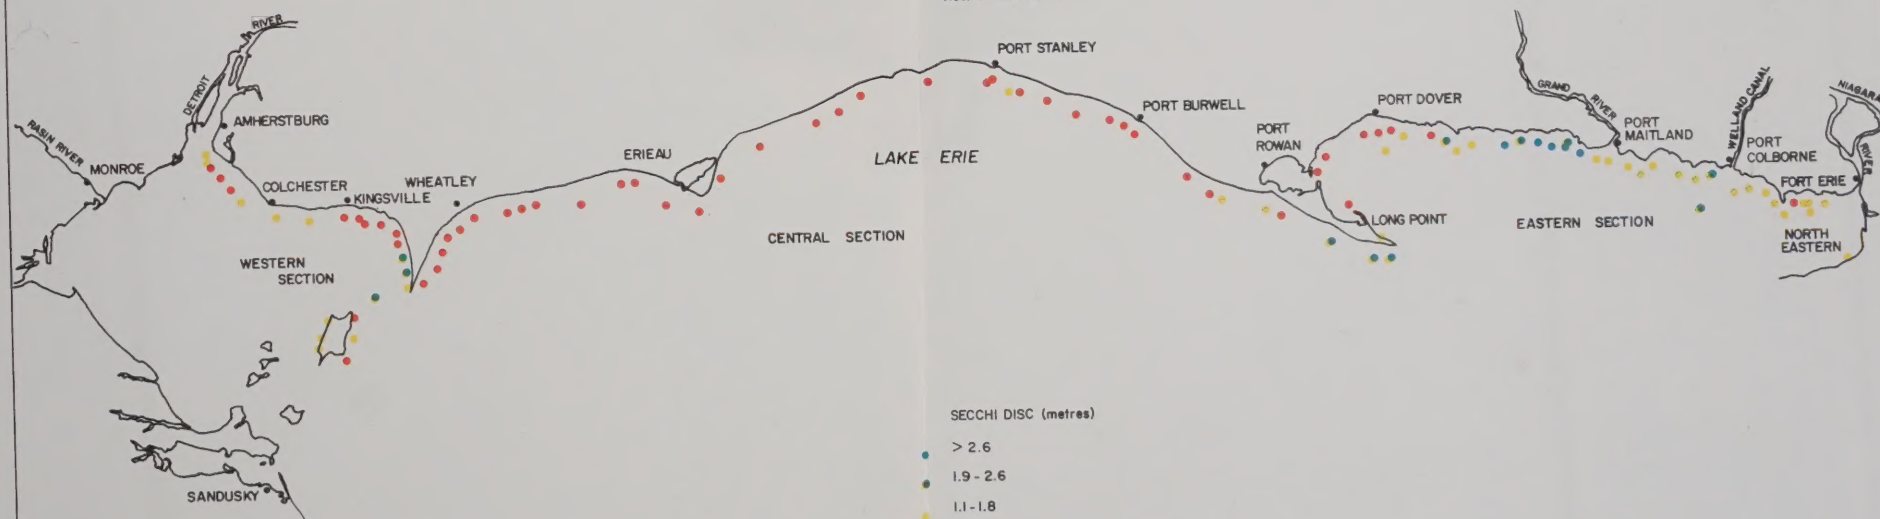 RIVER
DETROIT
RASIN RIVER
MONROE
AMHERSTBURG
COLCHESTER
KINGSVILLE
WHEATLEY
ERIEAU
LAKE ERIE
PORT STANLEY
PORT BURWELL
PORT
ROWAN
PORT DOVER
LONG POINT
GRAND
RIVER
PORT
MAITLAND
WELLAND CANAL
PORT
COLBORNE
NIAGARA
RIVER
FORT ERIE
NORTH
EASTERN
EASTERN SECTION
CENTRAL SECTION
WESTERN
SECTION
SANDUSKY
SECCHI DISC (metres)
> 2.6
1.9 - 2.6
1.1 - 1.8